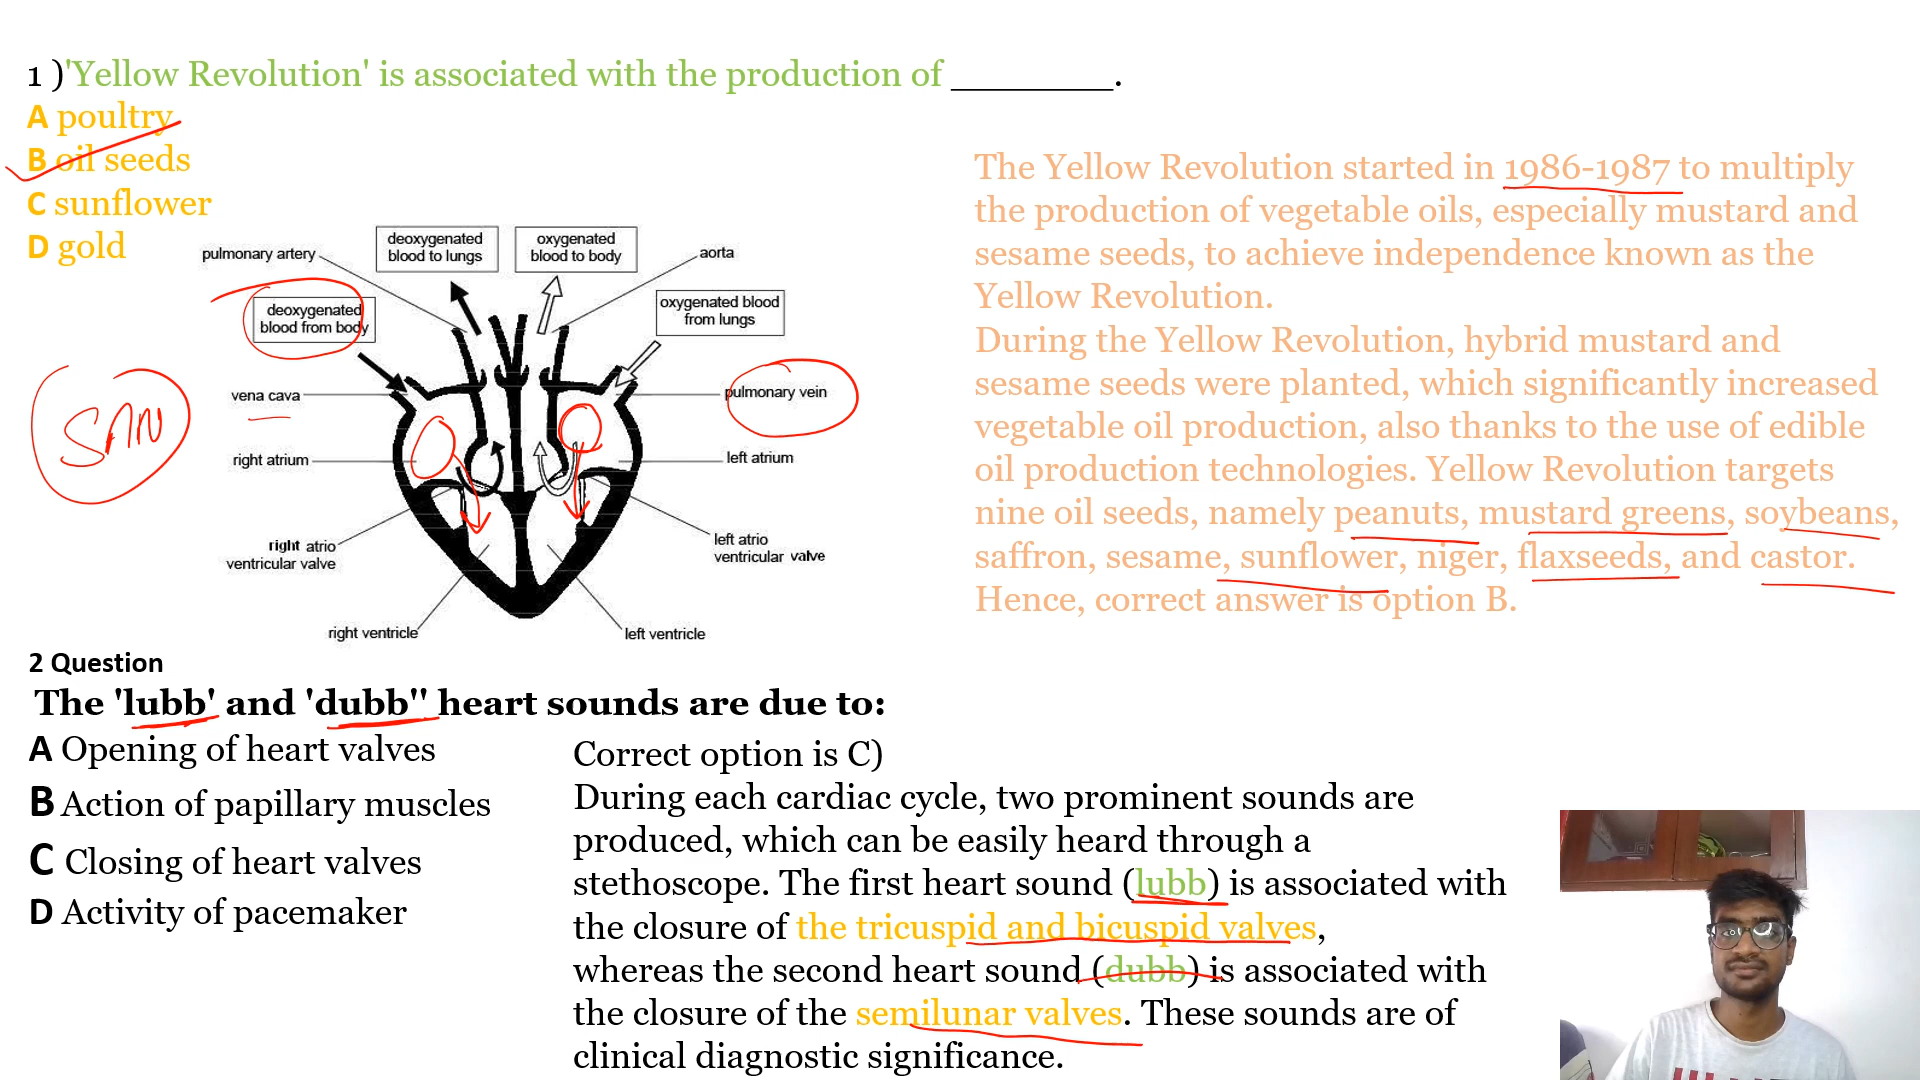 1 )'Yellow Revolution' is associated with the production of _________.
A poultry
B oil seeds
C sunflower
D gold
The Yellow Revolution started in 1986-1987 to multiply
the production of vegetable oils, especially mustard and
sesame seeds, to achieve independence known as the
Yellow Revolution.
During the Yellow Revolution, hybrid mustard and
sesame seeds were planted, which significantly increased
vegetable oil production, also thanks to the use of edible
oil production technologies. Yellow Revolution targets
nine oil seeds, namely peanuts, mustard greens, soybeans,
saffron, sesame, sunflower, niger, flaxseeds, and castor.
Hence, correct answer is option B.
pulmonary artery
deoxygenated
blood to lungs
oxygenated
blood to body
aorta
deoxygenated
blood from body
oxygenated blood
from lungs
vena cava
pulmonary vein
SAN
right atrium
left atrium
right atrio
ventricular valve
left atrio
ventricular valve
right ventricle
left ventricle
2 Question
The 'lubb' and 'dubb'' heart sounds are due to:
A Opening of heart valves
B Action of papillary muscles
C Closing of heart valves
D Activity of pacemaker
Correct option is C)
During each cardiac cycle, two prominent sounds are
produced, which can be easily heard through a
stethoscope. The first heart sound (lubb) is associated with
the closure of the tricuspid and bicuspid valves,
whereas the second heart sound (dubb) is associated with
the closure of the semilunar valves. These sounds are of
clinical diagnostic significance.